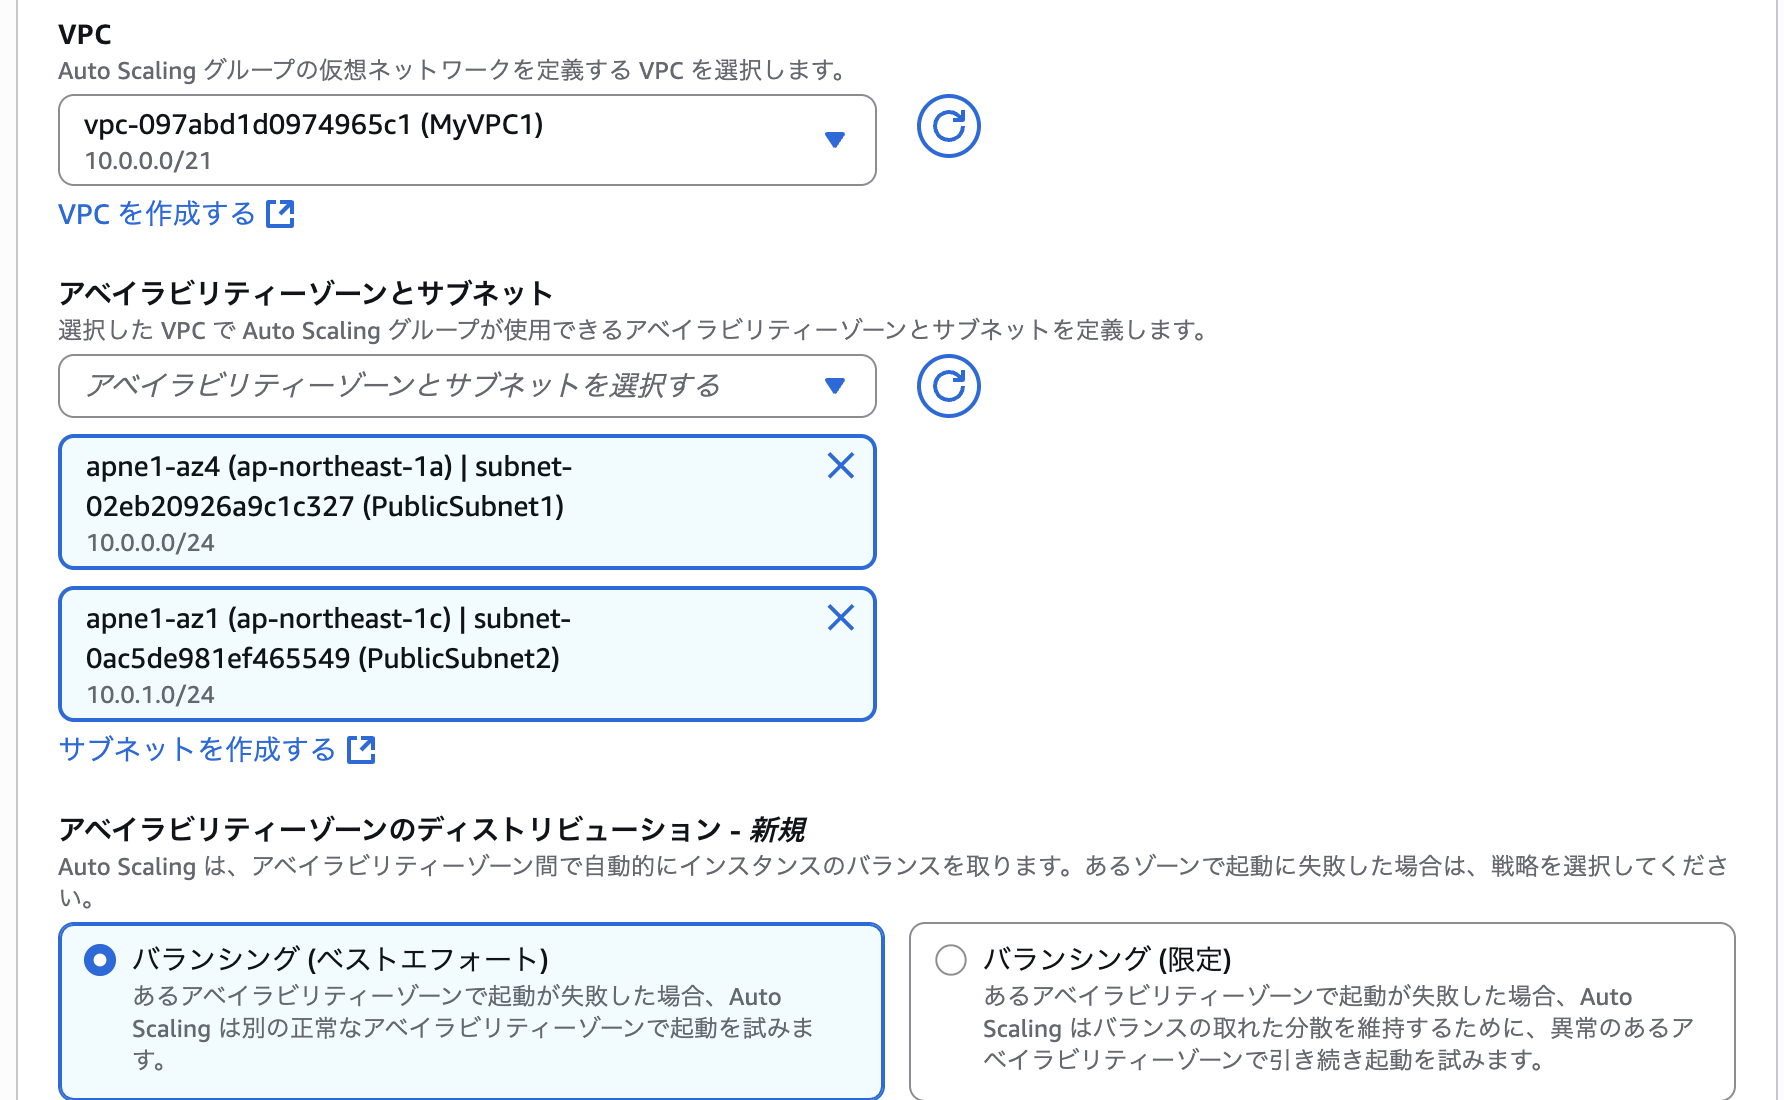 VPC
Auto Scaling グループの仮想ネットワークを定義する VPC を選択します。
vpc-097abd1d0974965c1 (MyVPC1)
10.0.0.0/21
VPC を作成する
アベイラビリティーゾーンとサブネット
選択した VPC で Auto Scaling グループが使用できるアベイラビリティーゾーンとサブネットを定義します。
アベイラビリティーゾーンとサブネットを選択する
apne1-az4 (ap-northeast-1a) | subnet-
02eb20926a9c1c327 (PublicSubnet1)
10.0.0.0/24
apne1-az1 (ap-northeast-1c) | subnet-
0ac5de981ef465549 (PublicSubnet2)
10.0.1.0/24
サブネットを作成する
アベイラビリティーゾーンのディストリビューション - 新規
Auto Scaling は、アベイラビリティーゾーン間で自動的にインスタンスのバランスを取ります。あるゾーンで起動に失敗した場合は、戦略を選択してくださ
い。
バランシング (ベストエフォート)
あるアベイラビリティーゾーンで起動が失敗した場合、Auto
Scaling は別の正常なアベイラビリティーゾーンで起動を試みま
す。
バランシング (限定)
あるアベイラビリティーゾーンで起動が失敗した場合、Auto
Scaling はバランスの取れた分散を維持するために、異常のあるア
ベイラビリティーゾーンで引き続き起動を試みます。